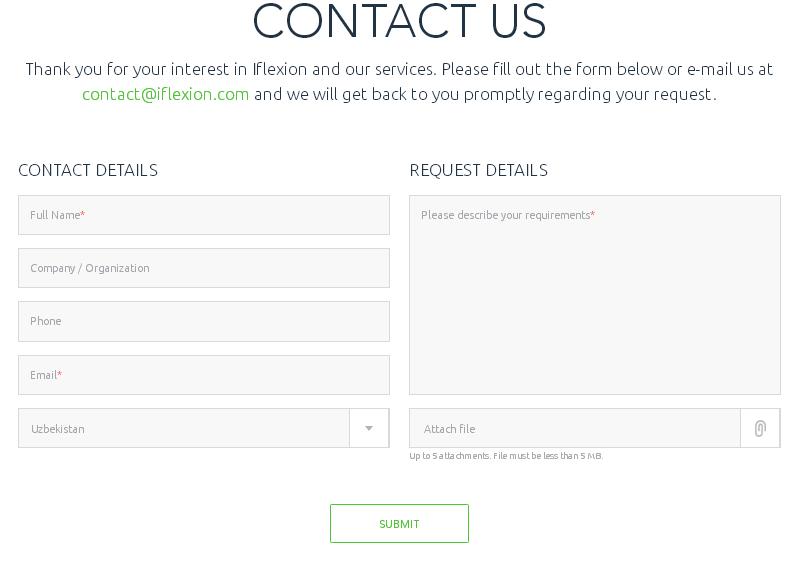 CONTACT US
Thank you for your interest in Iflexion and our services. Please fill out the form below or e-mail us at
contact@iflexion.com and we will get back to you promptly regarding your request.
CONTACT DETAILS
Full Name*
Company / Organization
Phone
Email*
Uzbekistan
REQUEST DETAILS
Please describe your requirements*
Attach file
Up to 5 attachments. File must be less than 5 MB.
SUBMIT